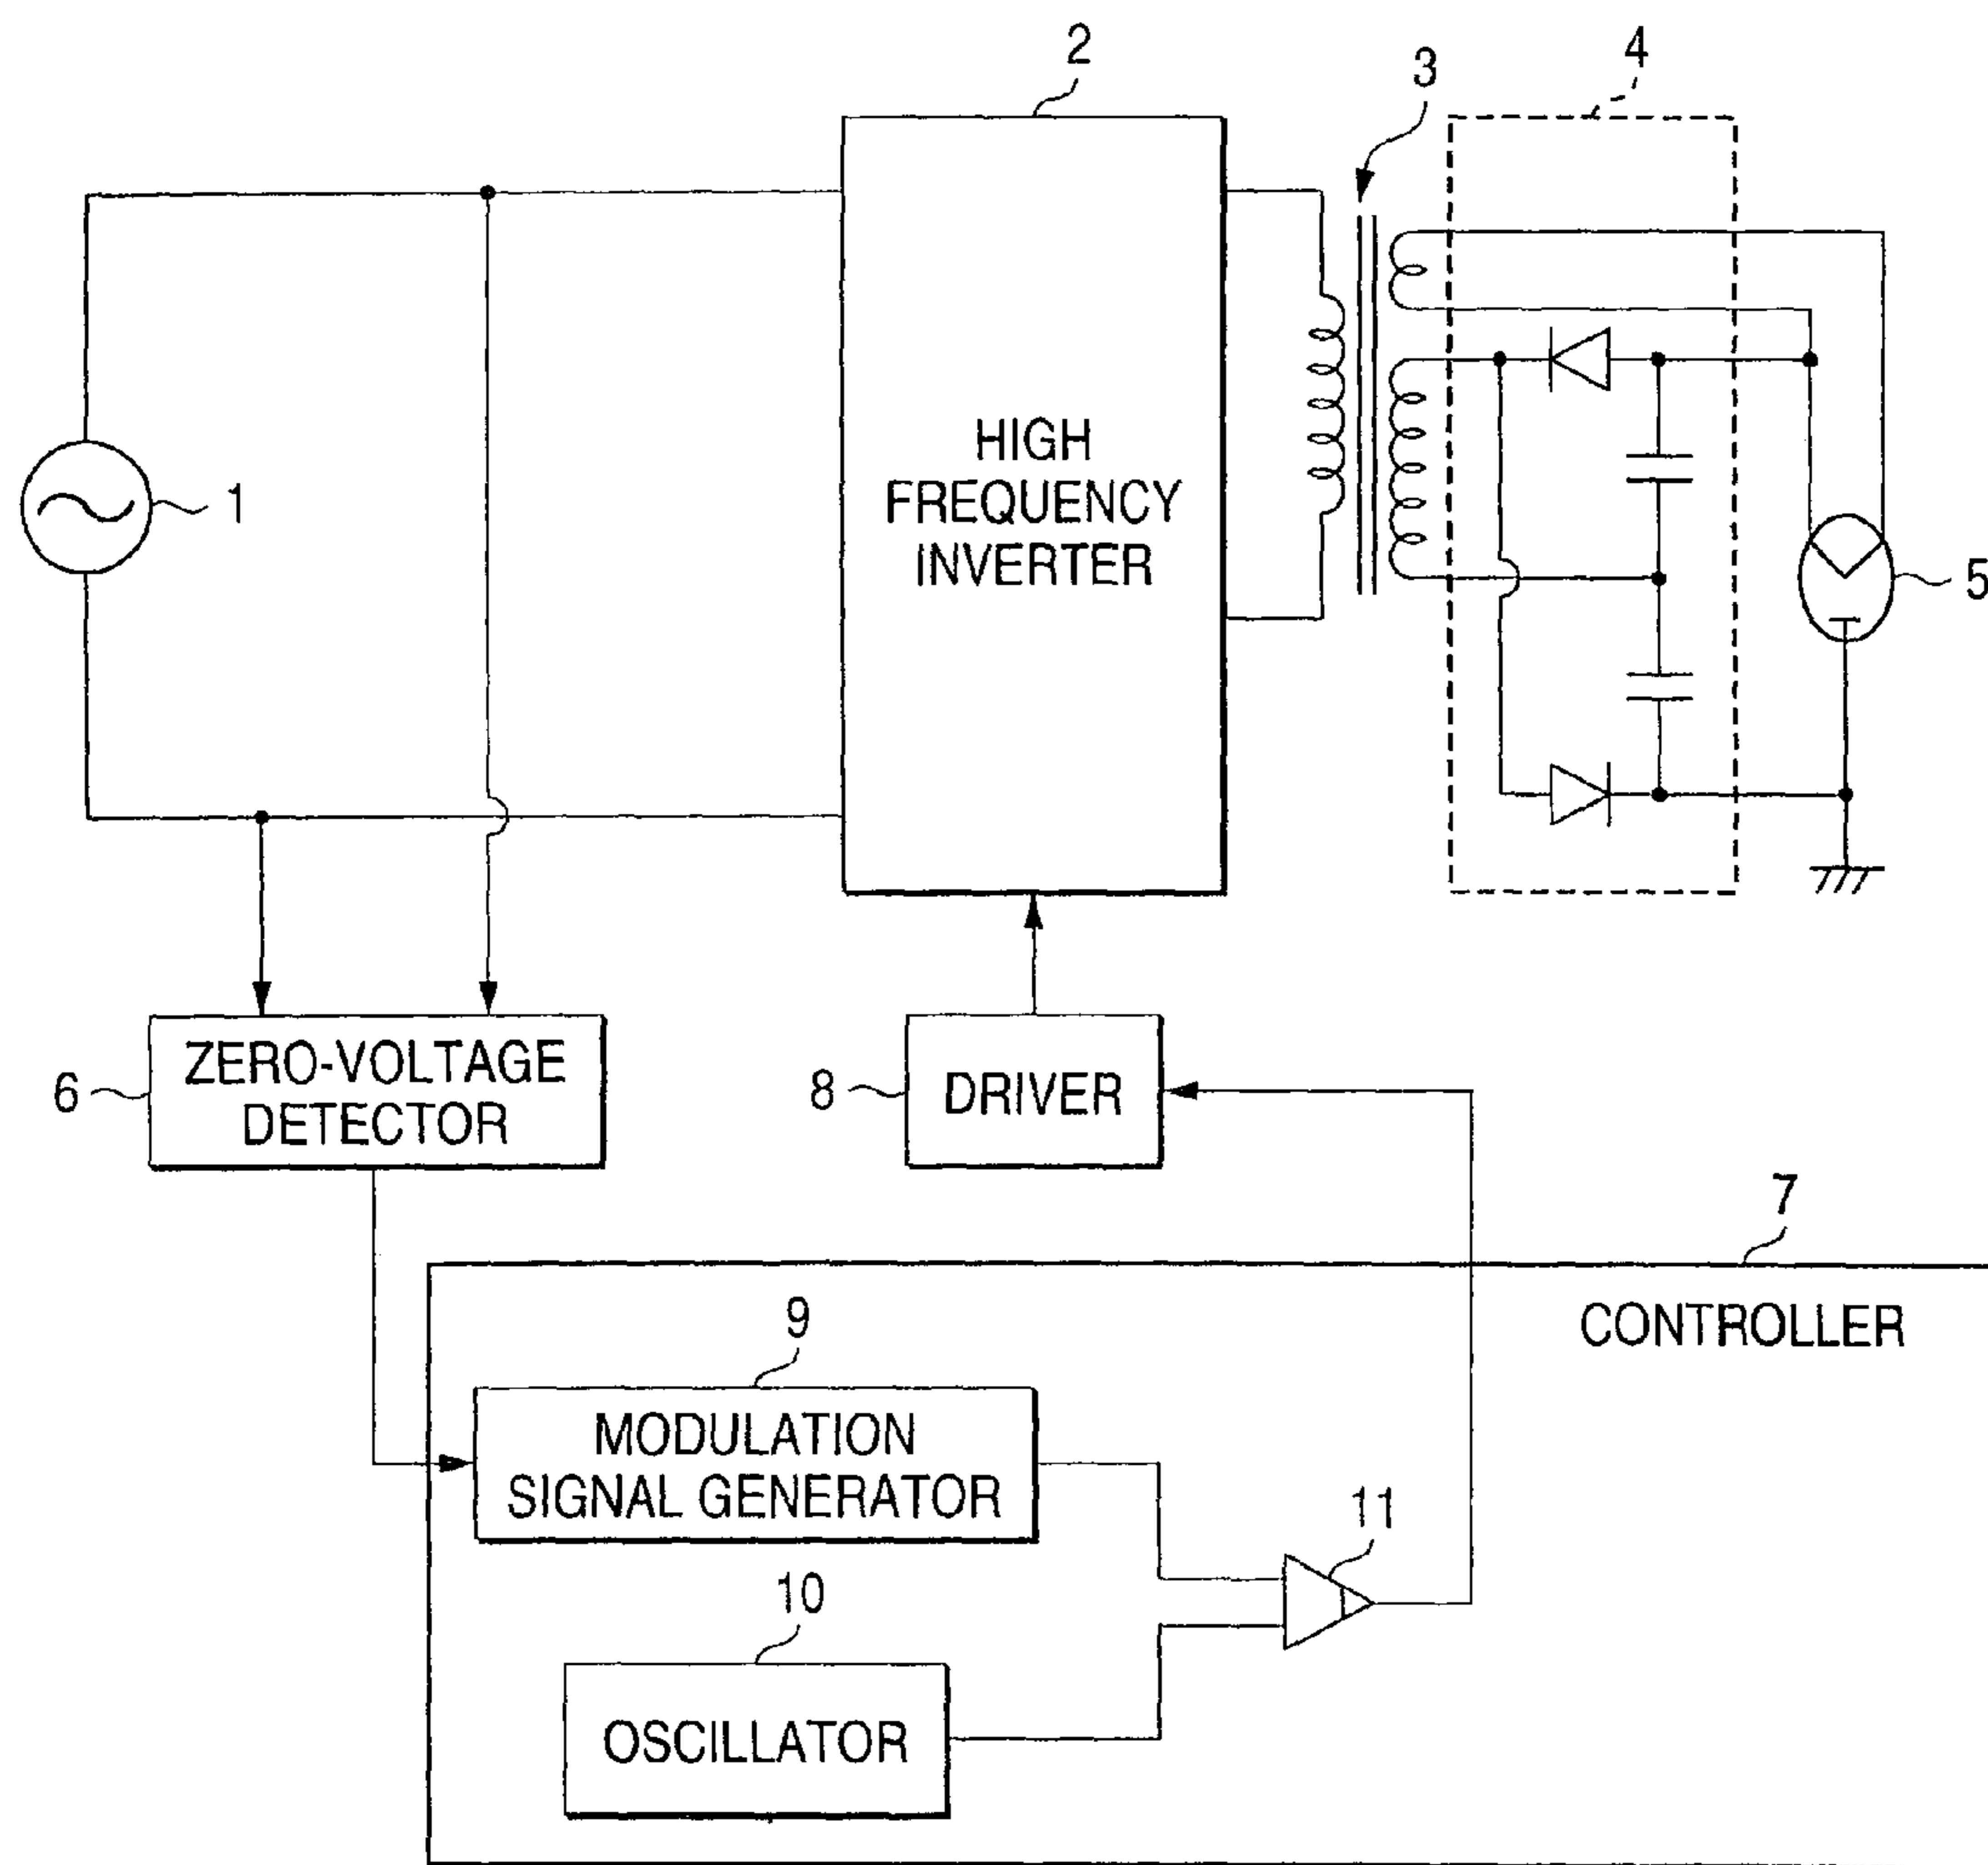 2
4
3
HIGH
FREQUENCY
INVERTER
1
5
ZERO-VOLTAGE
DETECTOR
6
8
DRIVER
7
CONTROLLER
9
MODULATION
SIGNAL GENERATOR
11
10
OSCILLATOR